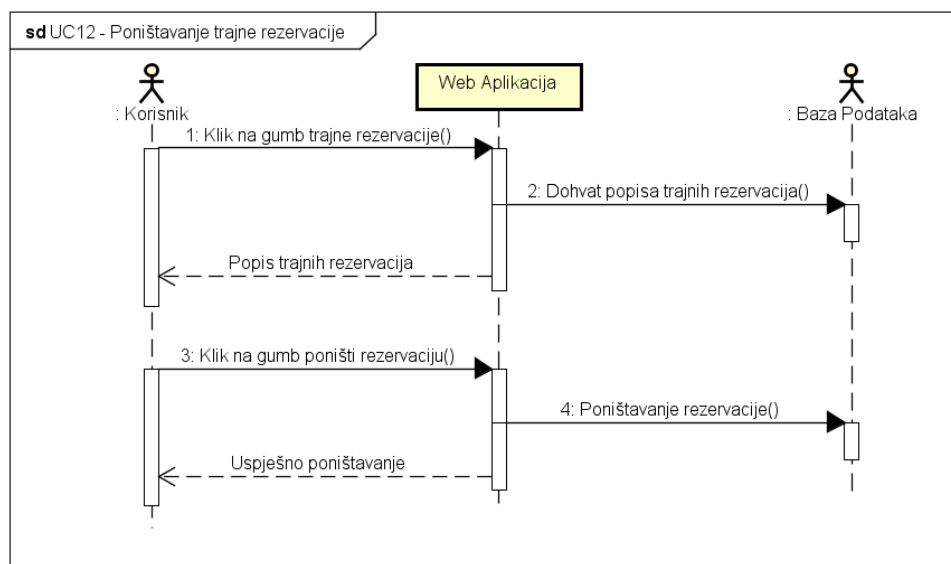 sd UC12 - Poništavanje trajne rezervacije
: Korisnik
Web Aplikacija
: Baza Podataka
1: Klik na gumb trajne rezervacije()
2: Dohvat popisa trajnih rezervacija()
Popis trajnih rezervacija
3: Klik na gumb poništi rezervaciju()
4: Poništavanje rezervacije()
Uspješno poništavanje